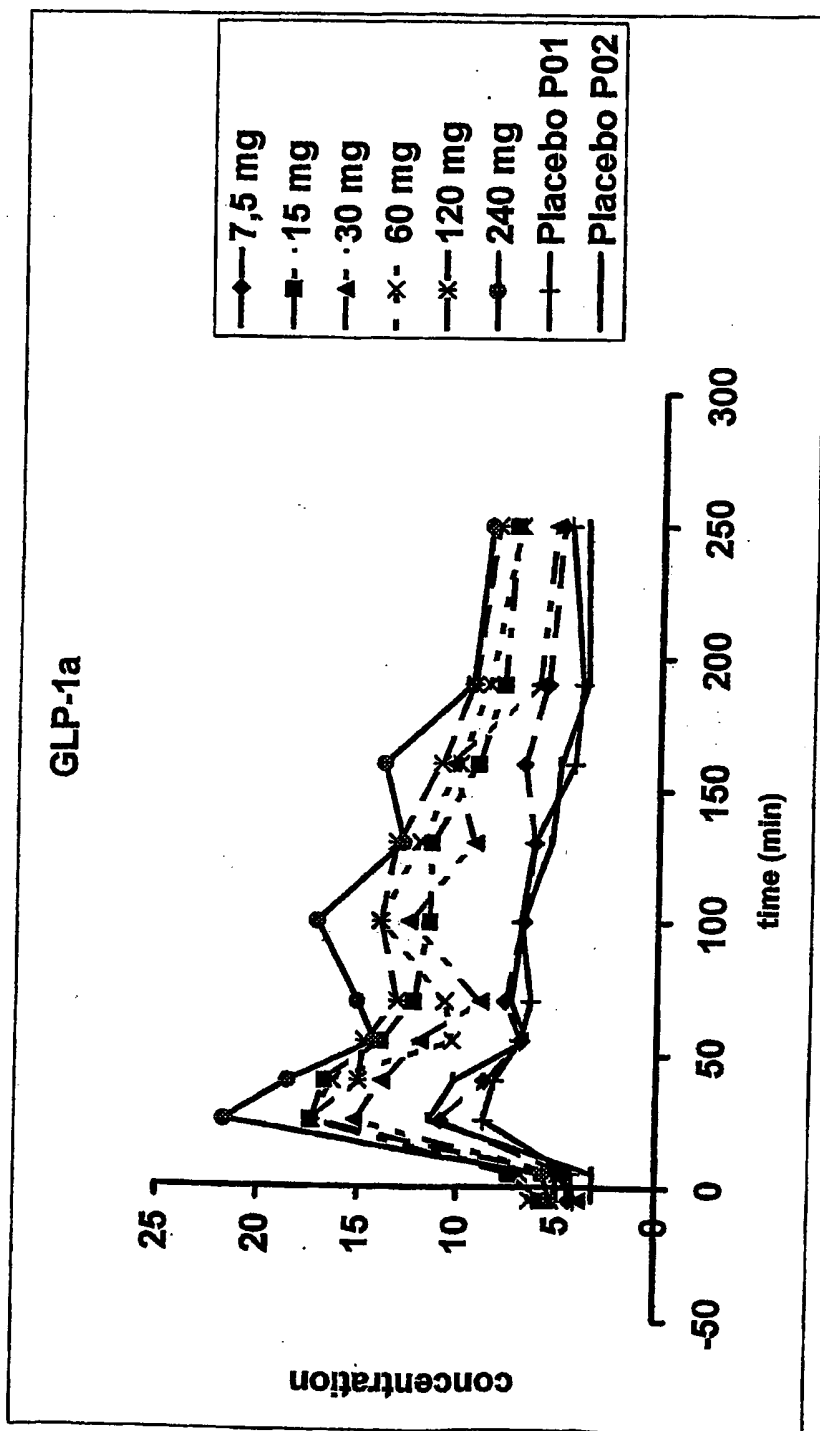 GLP-1a
concentration
25
20
15
10
5
0
-50
0
50
100
150
200
250
300
time (min)
7,5 mg
15 mg
30 mg
60 mg
120 mg
240 mg
Placebo P01
Placebo P02